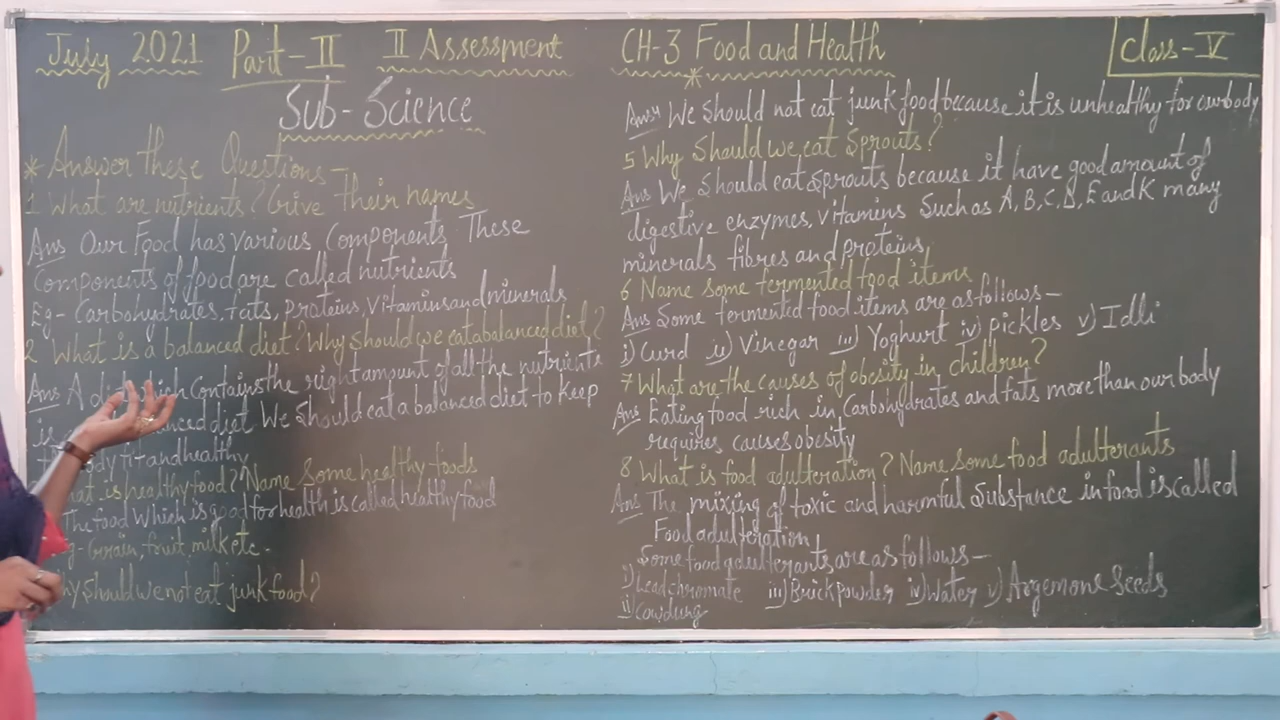 July 2021 Part-II II Assessment CH-3 Food and Health Class-V
Sub-Science
* Answer these Questions-
1 What are nutrients? Give Their names
Ans Our Food has various Components. These
Components of food are called nutrients
Eg- Carbohydrates, fats, proteins, Vitamins and minerals
2 What is a balanced diet? Why should we eat a balanced diet?
Ans A diet which Contains the right amount of all the nutrients
is diet We Should eat a balanced diet to Keep
body fit and healthy
is healthy food? Name Some healthy foods
The food Which is good for health is called healthy food
Grain, fruit, milk etc.
Should we not eat junk food?
Ans We Should not eat junk food because it is unhealthy for our body
5 Why Should we eat Sprouts?
Ans We Should eat Sprouts because it have good amount of
digestive enzymes, vitamins Such as A, B, C, D, E and K many
minerals fibres and proteins,
6 Name Some fermented food items
Ans Some fermented food items are as follows-
i) Curd ii) Vinegar iii) Yoghurt iv) pickles v) Idli
7 What are the causes of obesity in children?
Ans Eating food rich in Carbohydrates and fats more than our body
requires causes obesity
8 What is food adulteration? Name Some food adulterants
Ans The mixing of toxic and harmful Substance in food is called
Food adulteration
Some food adulterants are as follows-
i) Lead chromate iii) Brick powder iv) Water v) Argemone Seeds
ii) Cowdung